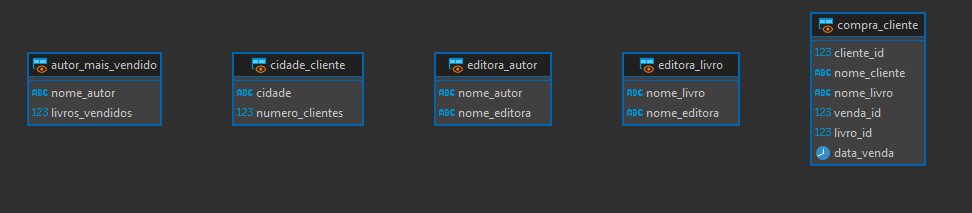 autor_mais_vendido
ABC nome_autor
123 livros_vendidos
cidade_cliente
ABC cidade
123 numero_clientes
editora_autor
ABC nome_autor
ABC nome_editora
editora_livro
ABC nome_livro
ABC nome_editora
compra_cliente
123 cliente_id
ABC nome_cliente
ABC nome_livro
123 venda_id
123 livro_id
data_venda